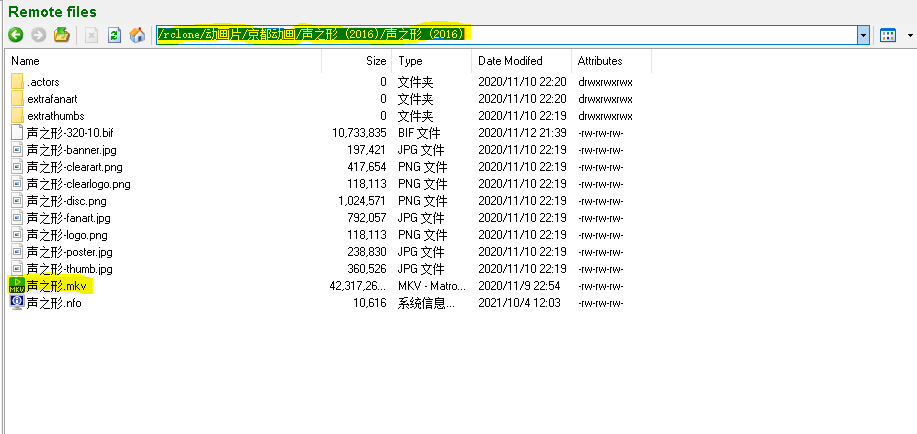 Remote files
/rclone/动画片/京都动画/声之形 (2016)/声之形 (2016)
Name Size Type Date Modifed Attributes
.actors 0 文件夹 2020/11/10 22:20 drwxrwxrwx
extrafanart 0 文件夹 2020/11/10 22:20 drwxrwxrwx
extrathumbs 0 文件夹 2020/11/10 22:19 drwxrwxrwx
声之形-320-10.bif 10,733,835 BIF 文件 2020/11/12 21:39 -rw-rw-rw-
声之形-banner.jpg 197,421 JPG 文件 2020/11/10 22:19 -rw-rw-rw-
声之形-clearart.png 417,654 PNG 文件 2020/11/10 22:19 -rw-rw-rw-
声之形-clearlogo.png 118,113 PNG 文件 2020/11/10 22:19 -rw-rw-rw-
声之形-disc.png 1,024,571 PNG 文件 2020/11/10 22:19 -rw-rw-rw-
声之形-fanart.jpg 792,057 JPG 文件 2020/11/10 22:19 -rw-rw-rw-
声之形-logo.png 118,113 PNG 文件 2020/11/10 22:19 -rw-rw-rw-
声之形-poster.jpg 238,830 JPG 文件 2020/11/10 22:19 -rw-rw-rw-
声之形-thumb.jpg 360,526 JPG 文件 2020/11/10 22:19 -rw-rw-rw-
MKV 声之形.mkv 42,317,26... MKV - Matro... 2020/11/9 22:54 -rw-rw-rw-
声之形.nfo 10,616 系统信息... 2021/10/4 12:03 -rw-rw-rw-